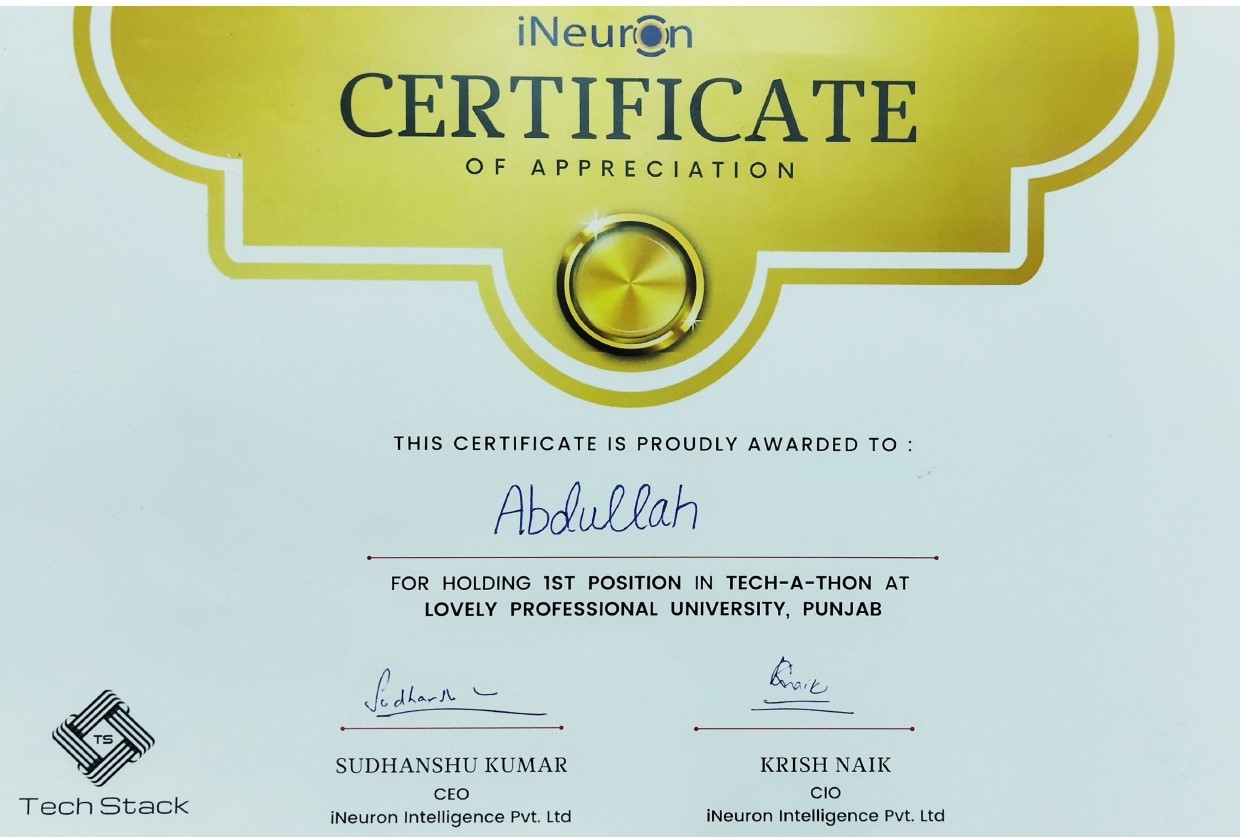 iNeuron
CERTIFICATE
OF APPRECIATION
THIS CERTIFICATE IS PROUDLY AWARDED TO :
Abdullah
FOR HOLDING 1ST POSITION IN TECH-A-THON AT
LOVELY PROFESSIONAL UNIVERSITY, PUNJAB
Knaik
SUDHANSHU KUMAR
CEO
iNeuron Intelligence Pvt. Ltd
KRISH NAIK
CIO
iNeuron Intelligence Pvt. Ltd
TS
Tech Stack